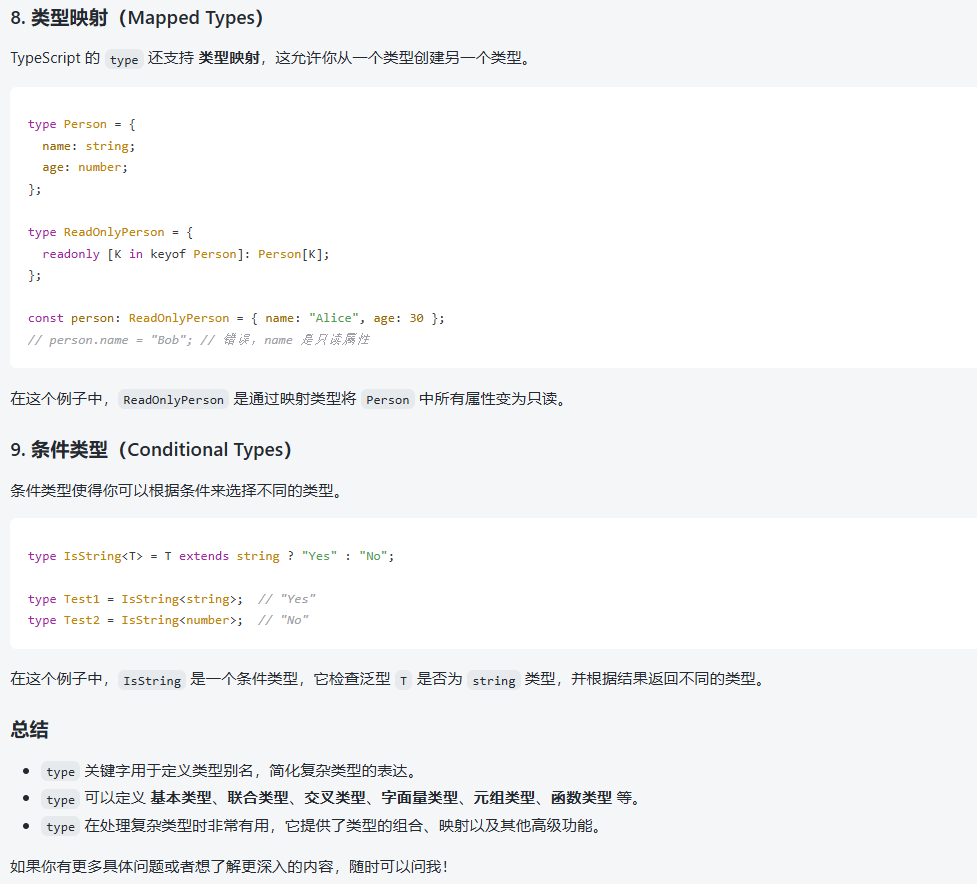 8. 类型映射（Mapped Types）
TypeScript 的 type 还支持 类型映射，这允许你从一个类型创建另一个类型。
type Person = {
  name: string;
  age: number;
};
type ReadOnlyPerson = {
  readonly [K in keyof Person]: Person[K];
};
const person: ReadOnlyPerson = { name: "Alice", age: 30 };
// person.name = "Bob"; // 错误，name 是只读属性
在这个例子中，ReadOnlyPerson 是通过映射类型将 Person 中所有属性变为只读。
9. 条件类型（Conditional Types）
条件类型使得你可以根据条件来选择不同的类型。
type IsString<T> = T extends string ? "Yes" : "No";
type Test1 = IsString<string>;  // "Yes"
type Test2 = IsString<number>;  // "No"
在这个例子中，IsString 是一个条件类型，它检查泛型 T 是否为 string 类型，并根据结果返回不同的类型。
总结
• type 关键字用于定义类型别名，简化复杂类型的表达。
• type 可以定义 基本类型、联合类型、交叉类型、字面量类型、元组类型、函数类型 等。
• type 在处理复杂类型时非常有用，它提供了类型的组合、映射以及其他高级功能。
如果你有更多具体问题或者想了解更深入的内容，随时可以问我！